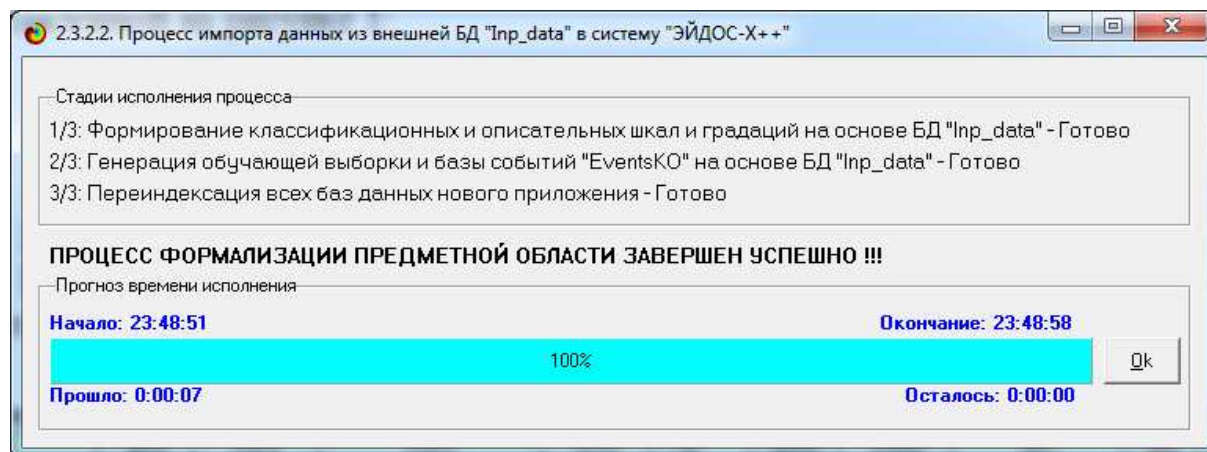 2.3.2.2. Процесс импорта данных из внешней БД "Inp_data" в систему "ЭЙДОС-X++"
Стадии исполнения процесса
1/3: Формирование классификационных и описательных шкал и градаций на основе БД "Inp_data" - Готово
2/3: Генерация обучающей выборки и базы событий "EventsKO" на основе БД "Inp_data" - Готово
3/3: Переиндексация всех баз данных нового приложения - Готово
ПРОЦЕСС ФОРМАЛИЗАЦИИ ПРЕДМЕТНОЙ ОБЛАСТИ ЗАВЕРШЕН УСПЕШНО !!!
Прогноз времени исполнения
Начало: 23:48:51 Окончание: 23:48:58
100% Ok
Прошло: 0:00:07 Осталось: 0:00:00